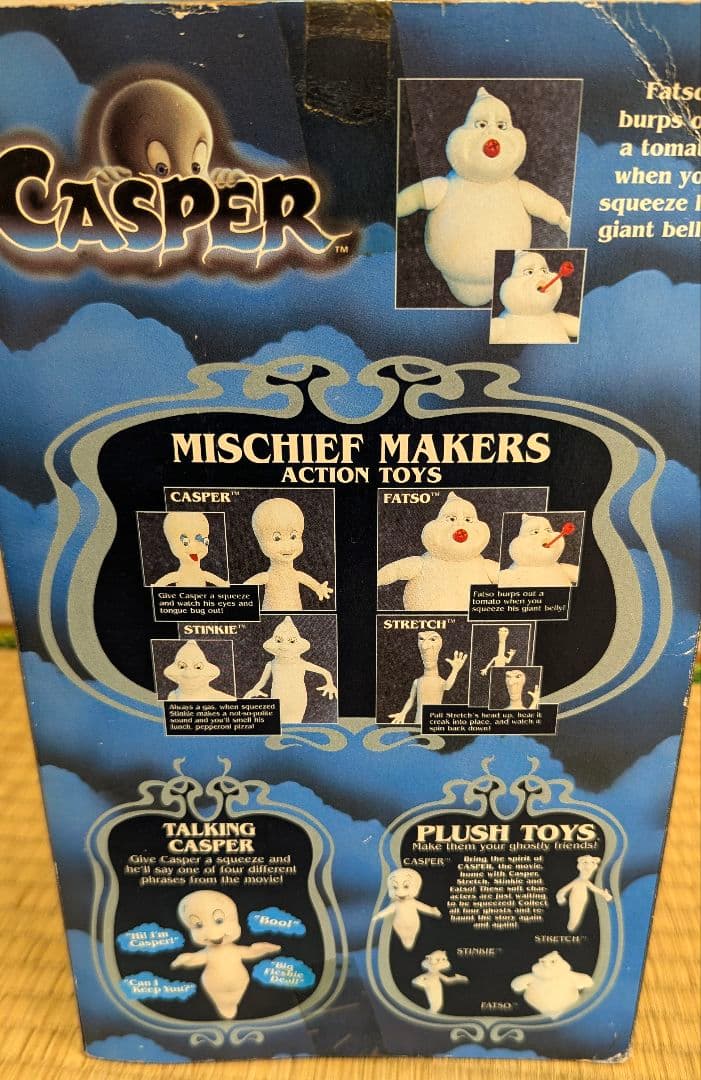 CASPER™
Fatso
burps o
a toma
when yo
squeeze h
giant bell
MISCHIEF MAKERS
ACTION TOYS
CASPER™
Give Casper a squeeze
and watch his eyes and
tongue bug out!
FATSO™
Fatso burps out a
tomato when you
squeeze his giant belly!
STINKIE™
Always a gas, when squeezed
Stinkie makes a not-so-polite
sound and you'll smell his
lunch, pepperoni pizza!
STRETCH™
Pull Stretch's head up, hear it
creak into place, and watch it
spin back down!
TALKING
CASPER
Give Casper a squeeze and
he'll say one of four different
phrases from the movie!
"Hi! I'm
Casper!"
"Boo!"
"Can I
Keep You?"
"Big
Fleshie
Deal!"
PLUSH TOYS
Make them your ghostly friends!
CASPER™
Bring the spirit of
CASPER, the movie,
home with Casper,
Stretch, Stinkie and
Fatso! These soft char-
acters are just waiting
to be squeezed! Collect
all four ghosts and re-
haunt the story again
and again!
STRETCH™
STINKIE™
FATSO™